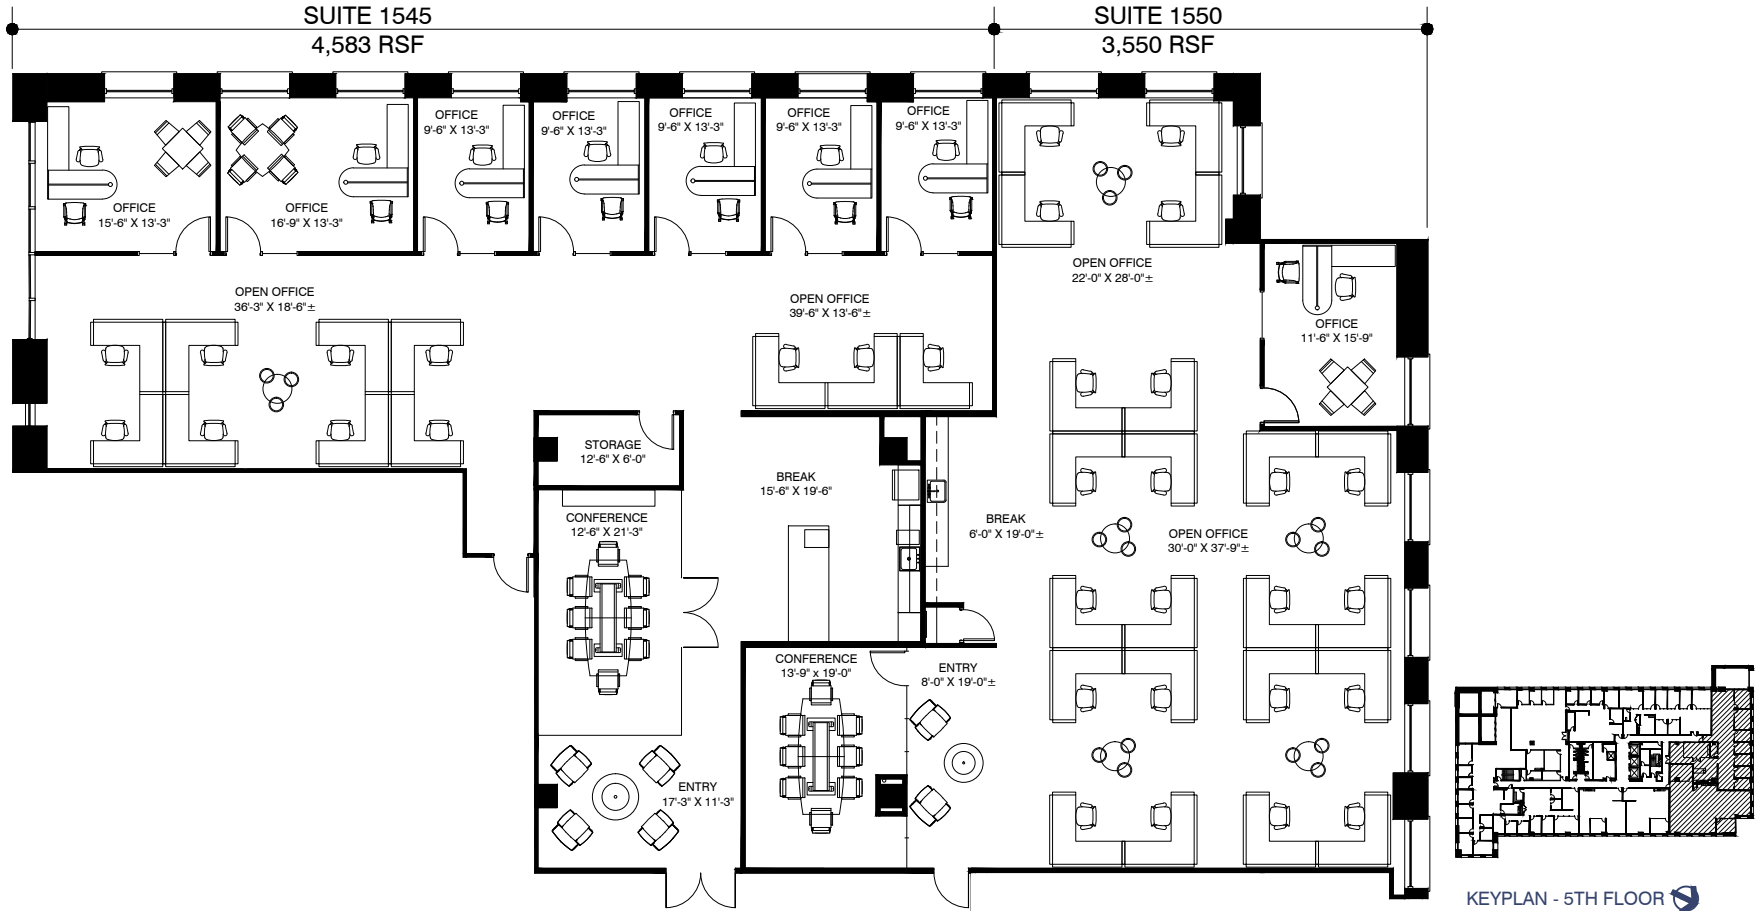 SUITE 1545
4,583 RSF
SUITE 1550
3,550 RSF
OFFICE
15'-6" X 13'-3"
OFFICE
16'-9" X 13'-3"
OFFICE
9'-6" X 13'-3"
OFFICE
9'-6" X 13'-3"
OFFICE
9'-6" X 13'-3"
OFFICE
9'-6" X 13'-3"
OFFICE
9'-6" X 13'-3"
OPEN OFFICE
22'-0" X 28'-0"±
OPEN OFFICE
36'-3" X 18'-6"±
OPEN OFFICE
39'-6" X 13'-6"±
OFFICE
11'-6" X 15'-9"
STORAGE
12'-6" X 6'-0"
BREAK
15'-6" X 19'-6"
CONFERENCE
12'-6" X 21'-3"
BREAK
6'-0" X 19'-0"±
OPEN OFFICE
30'-0" X 37'-9"±
CONFERENCE
13'-9" x 19'-0"
ENTRY
8'-0" X 19'-0"±
ENTRY
17'-3" X 11'-3"
KEYPLAN - 5TH FLOOR